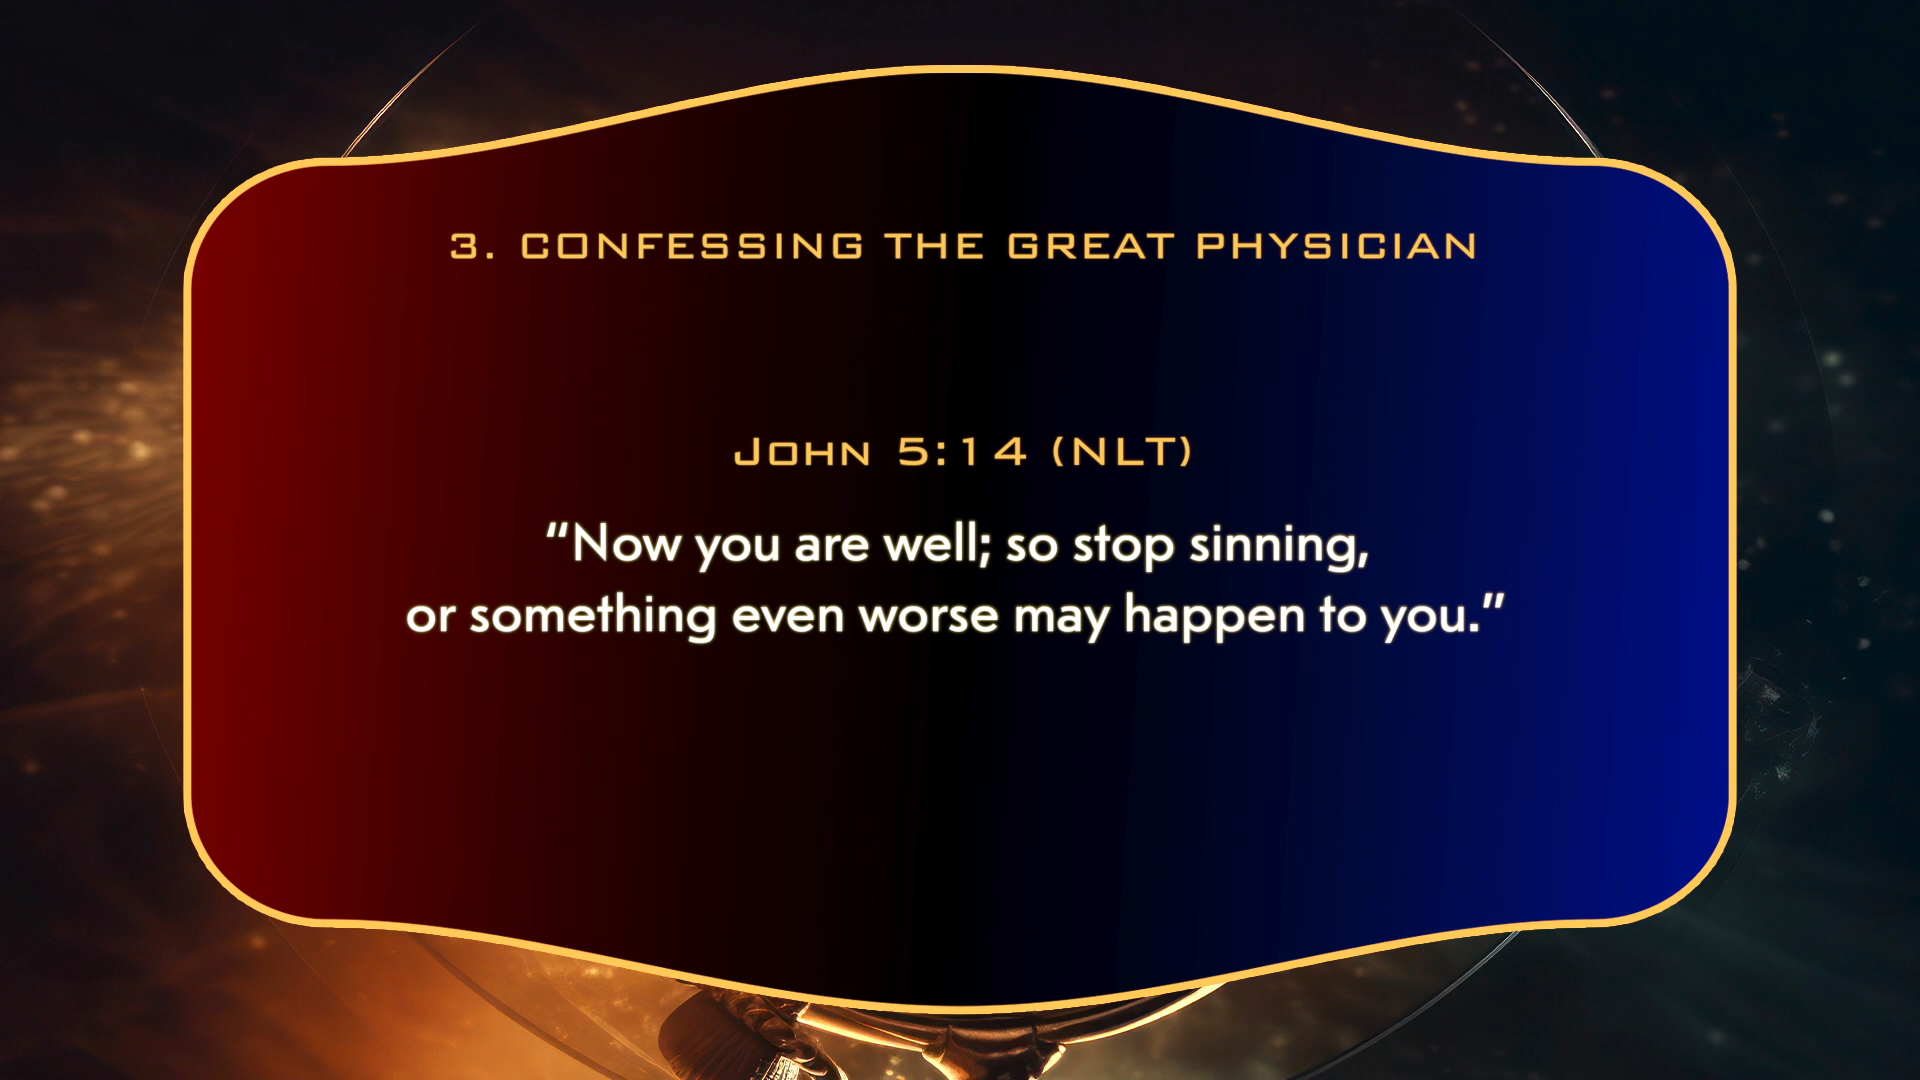 3. CONFESSING THE GREAT PHYSICIAN
John 5:14 (NLT)
“Now you are well; so stop sinning,
or something even worse may happen to you.”